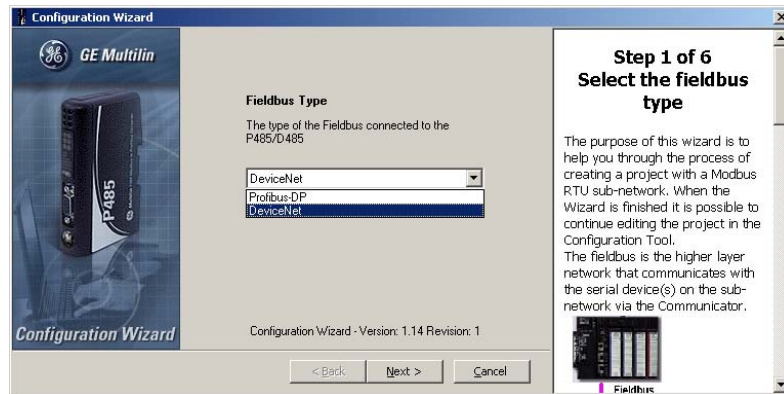 Configuration Wizard
GE Multilin
P485
Configuration Wizard
Fieldbus Type
The type of the Fieldbus connected to the
P485/D485
DeviceNet
Profibus-DP
DeviceNet
Configuration Wizard - Version: 1.14 Revision: 1
< Back
Next >
Cancel
Step 1 of 6
Select the fieldbus
type
The purpose of this wizard is to
help you through the process of
creating a project with a Modbus
RTU sub-network. When the
Wizard is finished it is possible to
continue editing the project in the
Configuration Tool.
The fieldbus is the higher layer
network that communicates with
the serial device(s) on the sub-
network via the Communicator.
Fieldbus